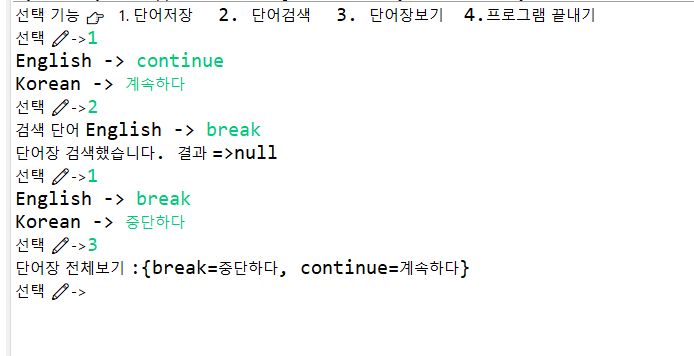 선택 기능 👉 1. 단어저장 2. 단어검색 3. 단어장보기 4.프로그램 끝내기
선택 🖉->1
English -> continue
Korean -> 계속하다
선택 🖉->2
검색 단어 English -> break
단어장 검색했습니다. 결과 =>null
선택 🖉->1
English -> break
Korean -> 중단하다
선택 🖉->3
단어장 전체보기 :{break=중단하다, continue=계속하다}
선택 🖉->